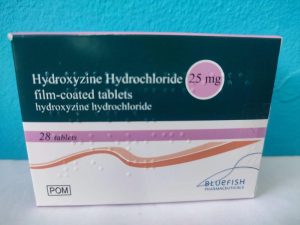 Hydroxyzine Hydrochloride 25 mg
film-coated tablets
hydroxyzine hydrochloride
28 tablets
POM
BLUEFISH
PHARMACEUTICALS